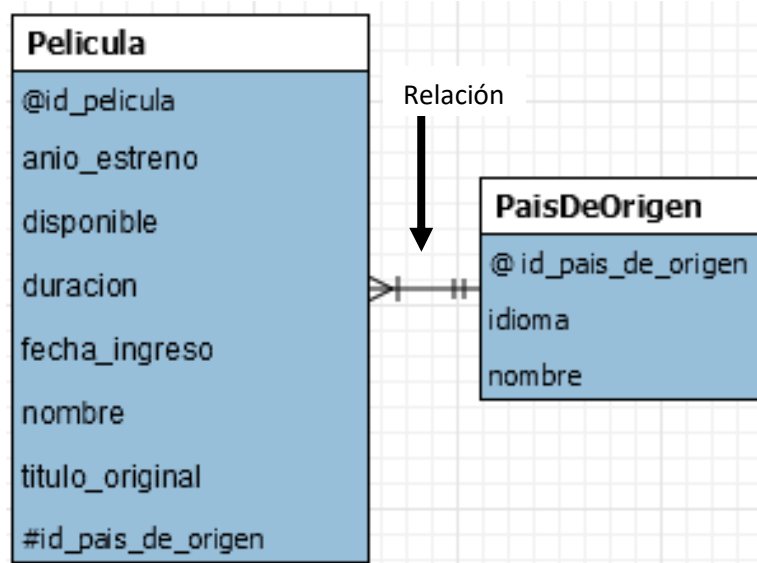 Pelicula
@id_pelicula
anio_estreno
disponible
duracion
fecha_ingreso
nombre
titulo_original
#id_pais_de_origen
Relación
PaisDeOrigen
@ id_pais_de_origen
idioma
nombre